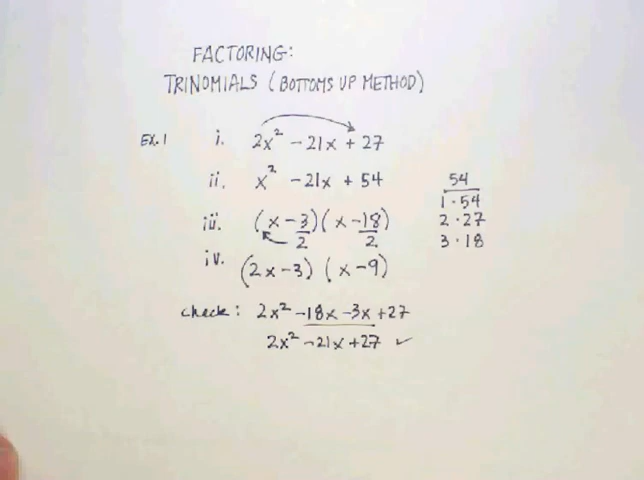 FACTORING:
TRINOMIALS (BOTTOMS UP METHOD)
EX.1 i. 2x² - 21x + 27
ii. x² - 21x + 54
54
1 · 54
2 · 27
3 · 18
iii. (x - 3/2)(x - 18/2)
iv. (2x - 3) (x - 9)
check: 2x² - 18x - 3x + 27
2x² - 21x + 27 ✓